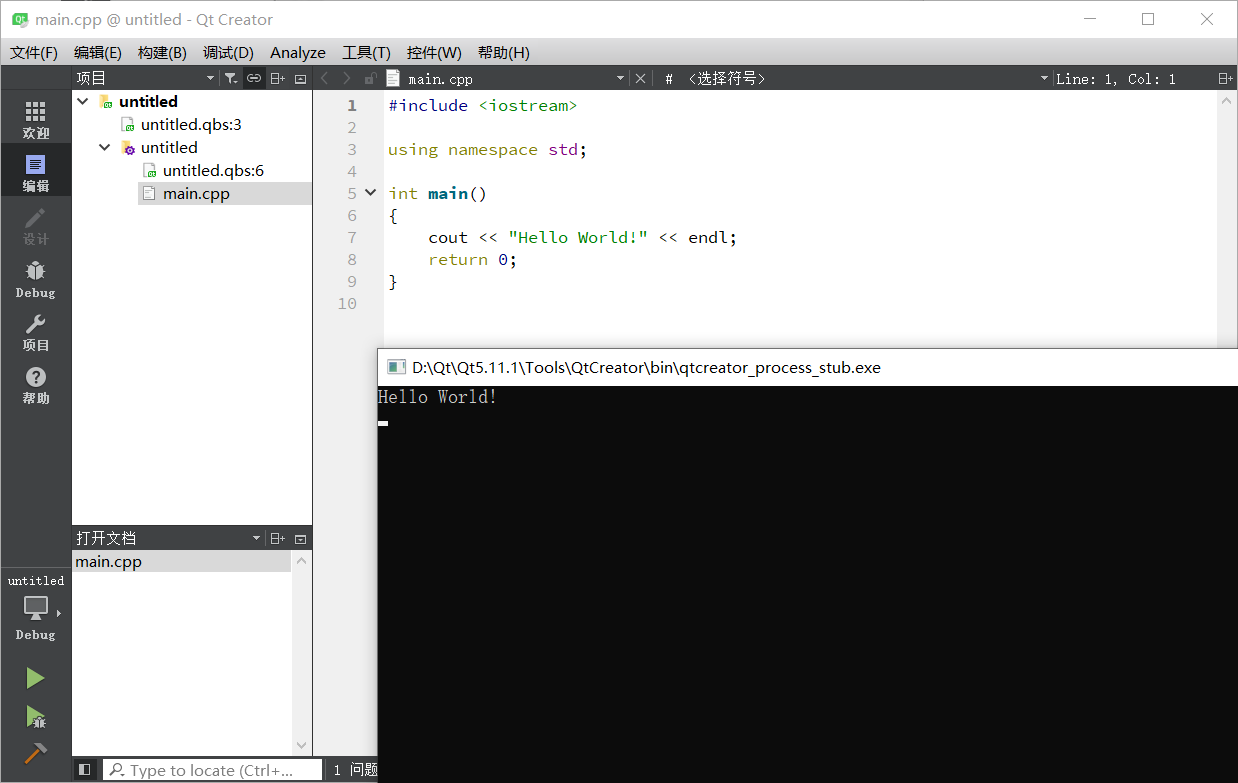 main.cpp @ untitled - Qt Creator
文件(F) 编辑(E) 构建(B) 调试(D) Analyze 工具(T) 控件(W) 帮助(H)
项目
main.cpp
# <选择符号>
Line: 1, Col: 1
欢迎
编辑
设计
Debug
项目
帮助
untitled
Debug
untitled
untitled.qbs:3
untitled
untitled.qbs:6
main.cpp
打开文档
main.cpp
Type to locate (Ctrl+...
1 问题
1 #include <iostream>
2
3 using namespace std;
4
5 int main()
6 {
7 cout << "Hello World!" << endl;
8 return 0;
9 }
10
D:\Qt\Qt5.11.1\Tools\QtCreator\bin\qtcreator_process_stub.exe
Hello World!